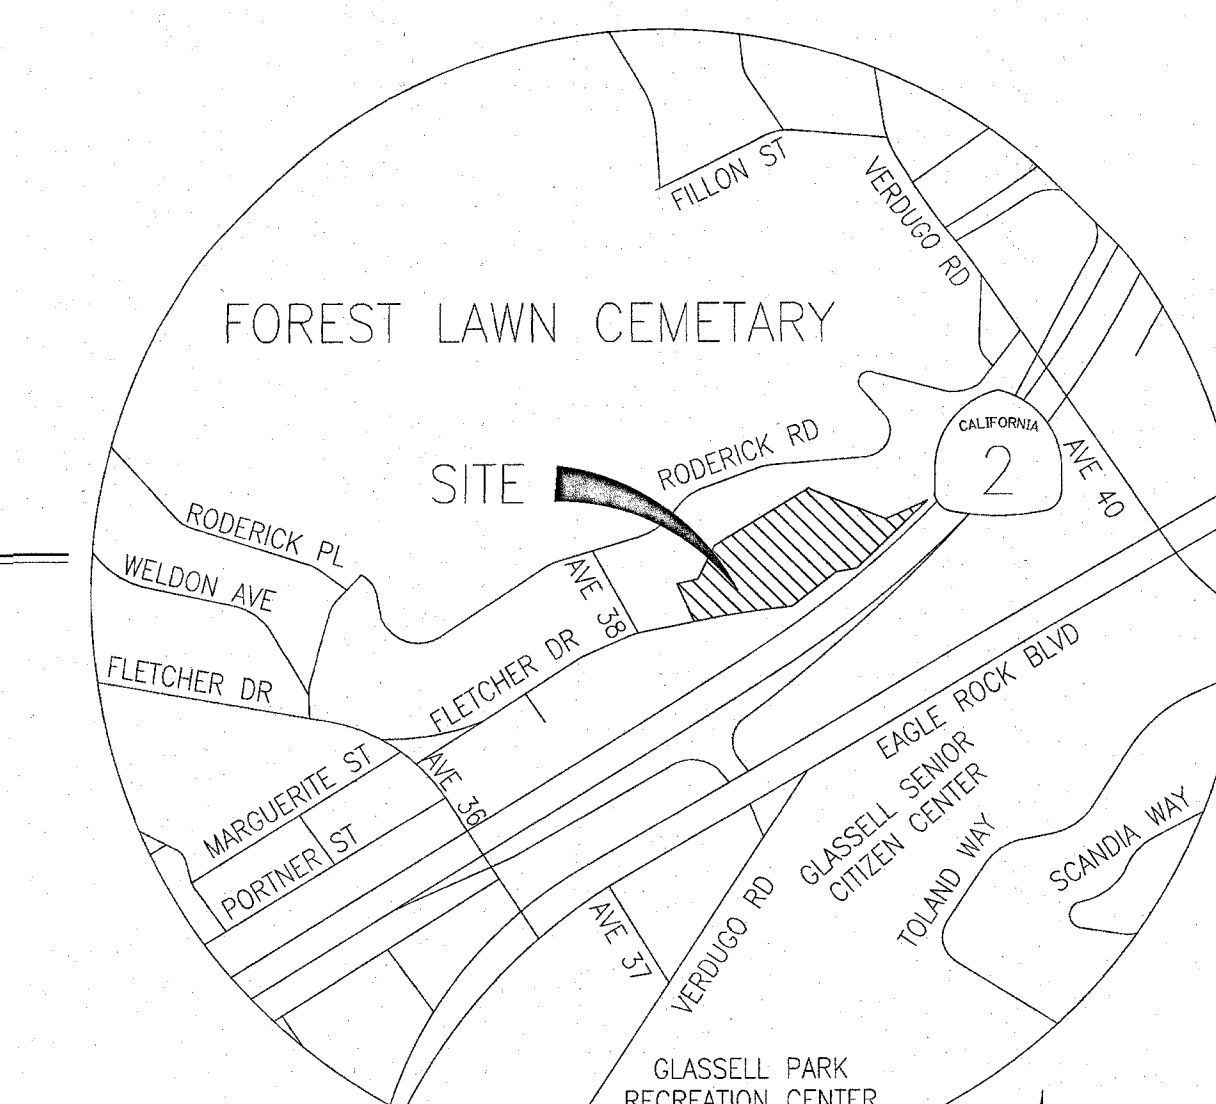 FILLON ST
VERDUGO RD
FOREST LAWN CEMETARY
CALIFORNIA
2
RODERICK RD
SITE
AVE 40
RODERICK PL
WELDON AVE
AVE 38
FLETCHER DR
FLETCHER DR
EAGLE ROCK BLVD
MARGUERITE ST
AVE 36
GLASSELL SENIOR
CITIZEN CENTER
PORTNER ST
SCANDIA WAY
TOLAND WAY
AVE 37
VERDUGO RD
GLASSELL PARK
RECREATION CENTER